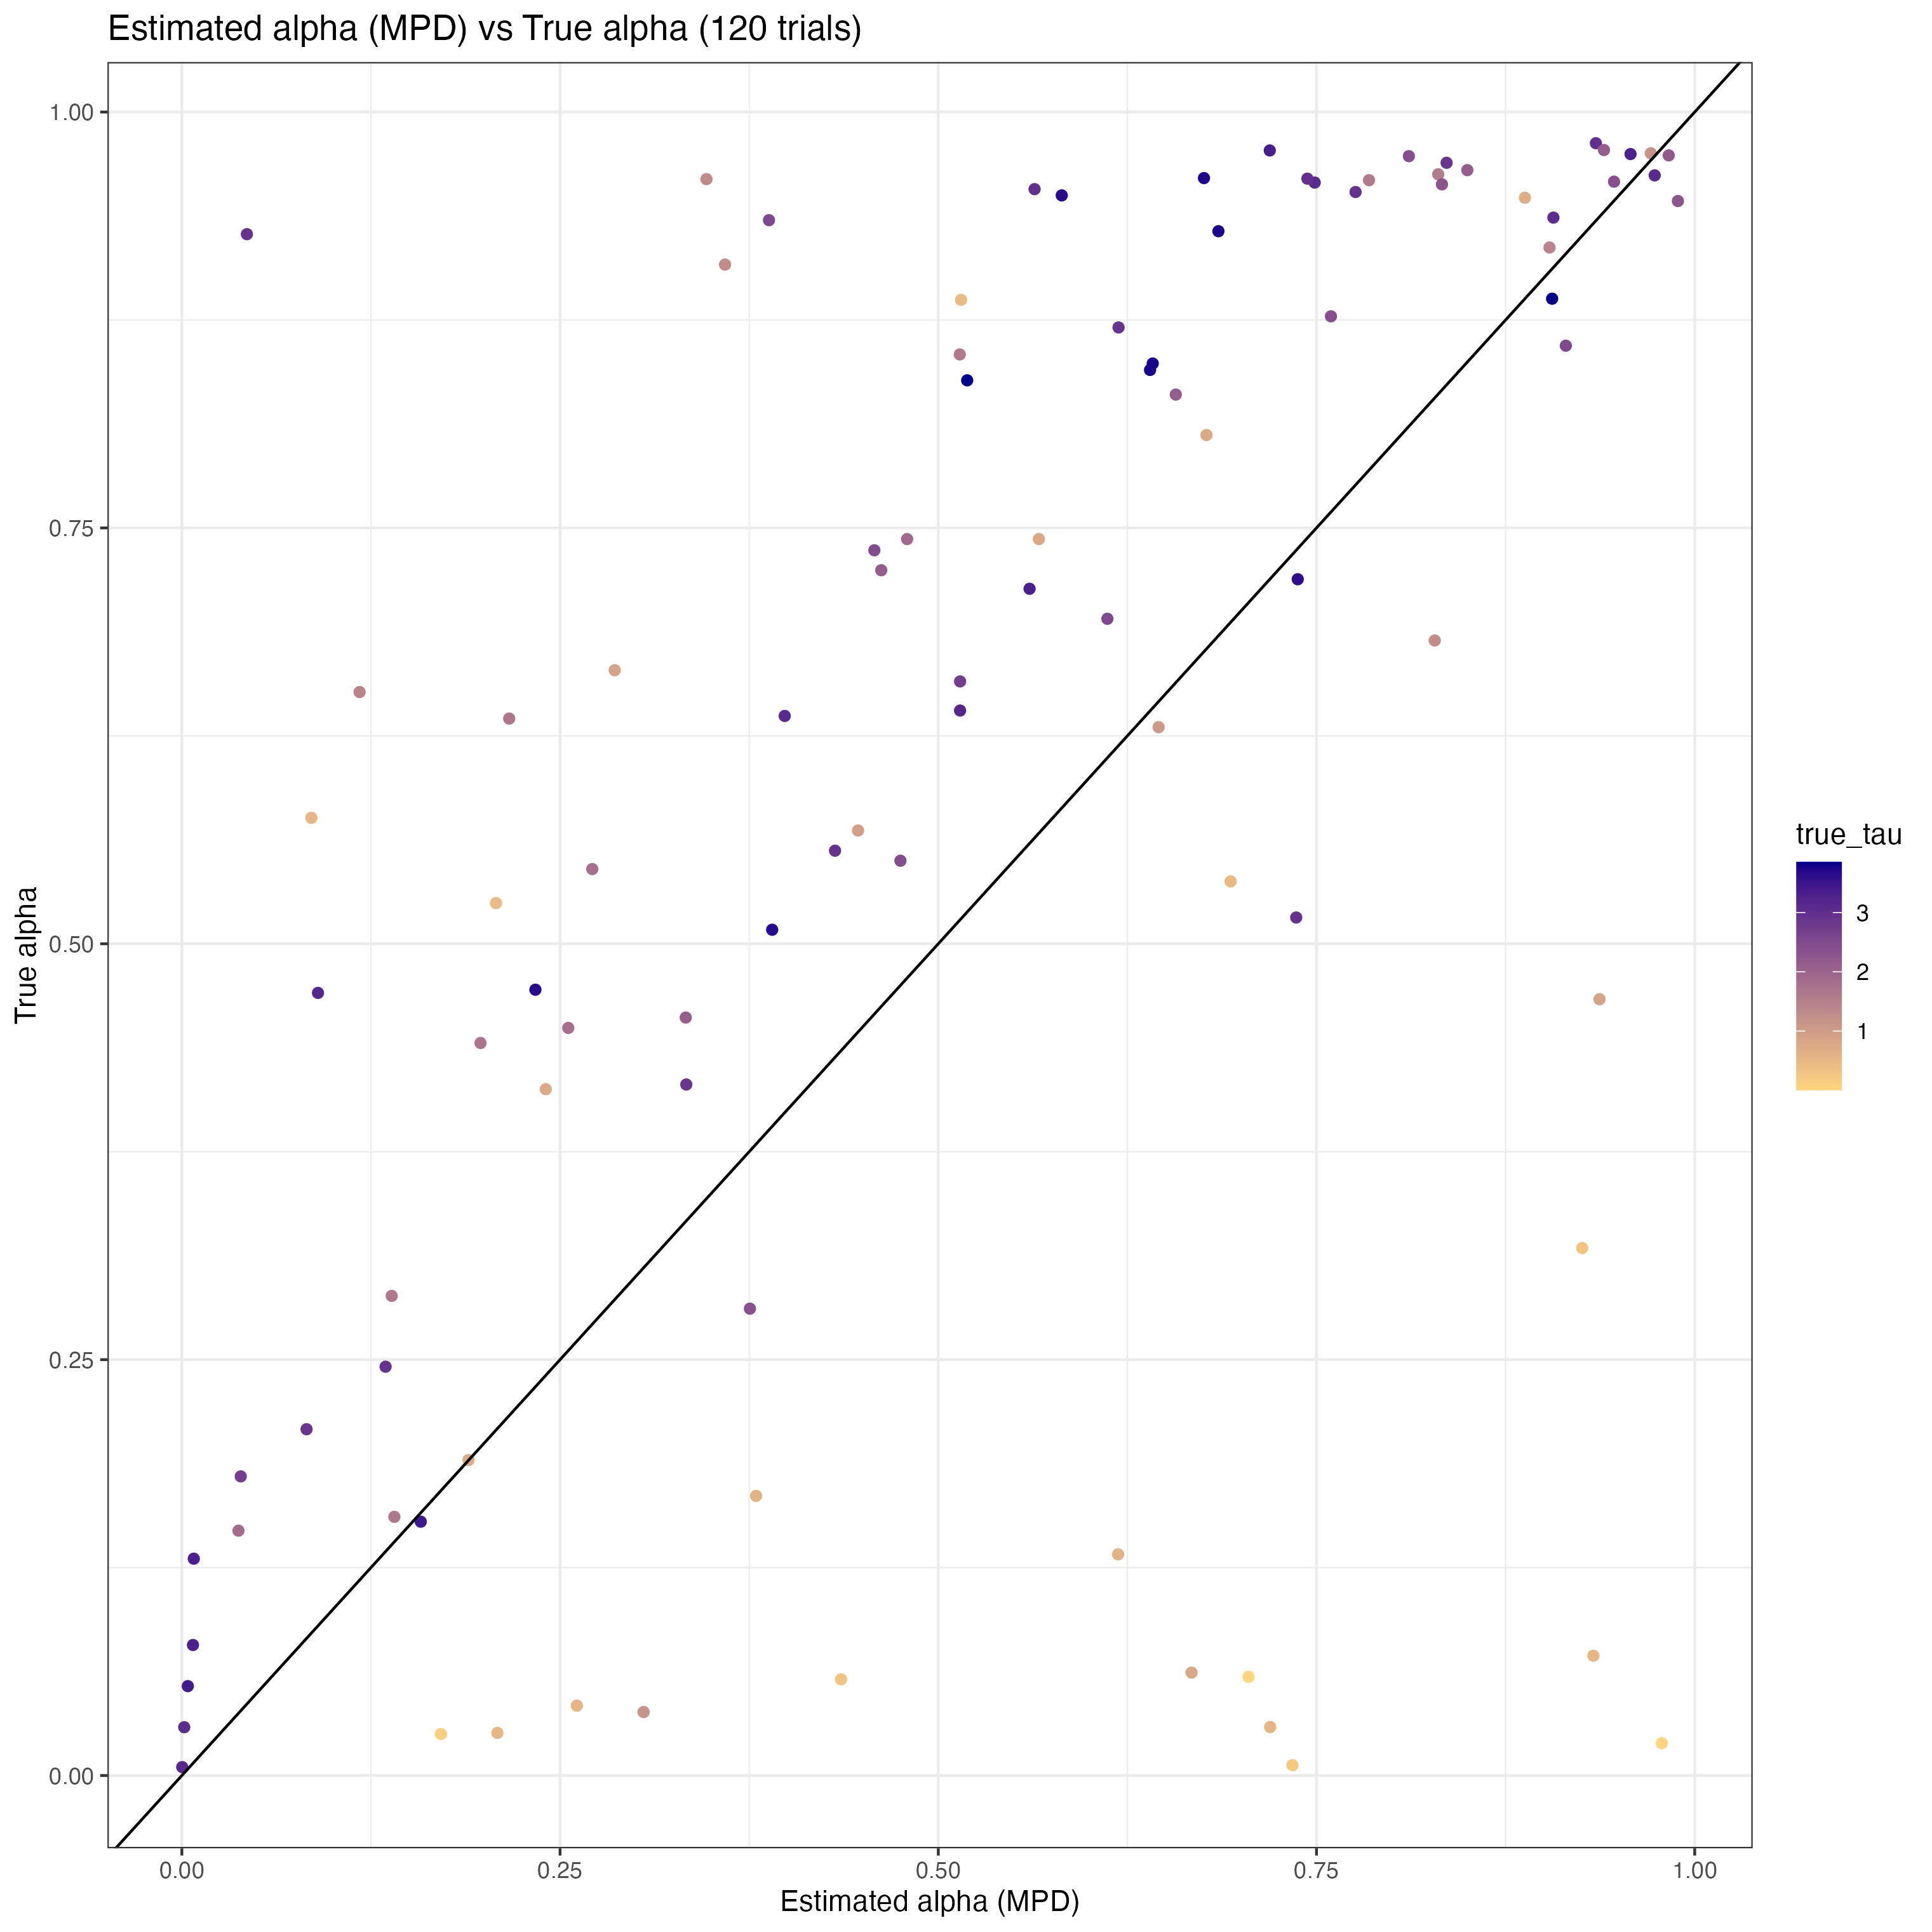 Estimated alpha (MPD) vs True alpha (120 trials)
1.00
0.75
0.50
0.25
0.00
True alpha
0.00 0.25 0.50 0.75 1.00
Estimated alpha (MPD)
true_tau
3
2
1